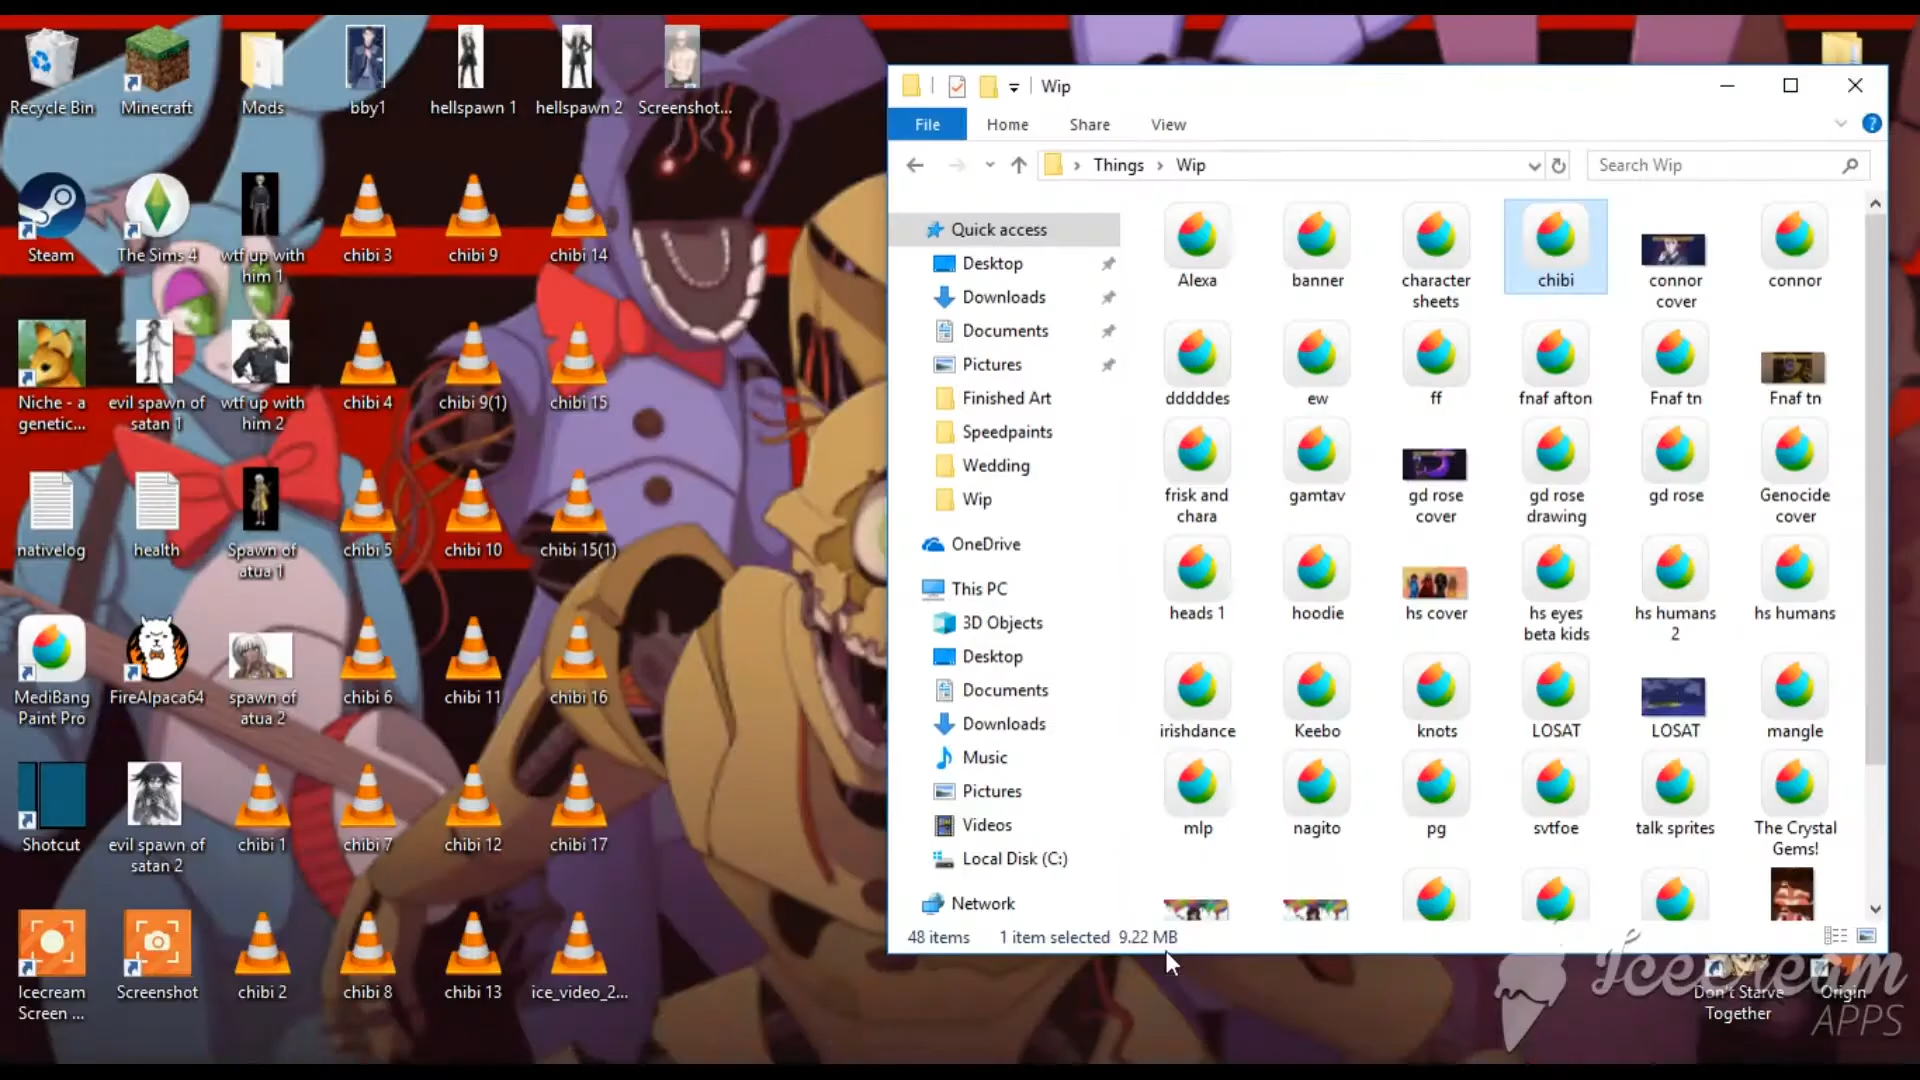 Recycle Bin
Minecraft
Mods
bby1
hellspawn 1
hellspawn 2
Screenshot...
Steam
The Sims 4
wtf up with
him 1
chibi 3
chibi 9
chibi 14
Niche - a
genetic...
evil spawn of
satan 1
wtf up with
him 2
chibi 4
chibi 9(1)
chibi 15
nativelog
health
Spawn of
atua 1
chibi 5
chibi 10
chibi 15(1)
MediBang
Paint Pro
FireAlpaca64
spawn of
atua 2
chibi 6
chibi 11
chibi 16
Shotcut
evil spawn of
satan 2
chibi 1
chibi 7
chibi 12
chibi 17
Icecream
Screen ...
Screenshot
chibi 2
chibi 8
chibi 13
ice_video_2...
Wip
File
Home
Share
View
Things
Wip
Search Wip
Quick access
Desktop
Downloads
Documents
Pictures
Finished Art
Speedpaints
Wedding
Wip
OneDrive
This PC
3D Objects
Desktop
Documents
Downloads
Music
Pictures
Videos
Local Disk (C:)
Network
Alexa
banner
character
sheets
chibi
connor
cover
connor
dddddes
ew
ff
fnaf afton
Fnaf tn
Fnaf tn
frisk and
chara
gamtav
gd rose
cover
gd rose
drawing
gd rose
Genocide
cover
heads 1
hoodie
hs cover
hs eyes
beta kids
hs humans
2
hs humans
irishdance
Keebo
knots
LOSAT
LOSAT
mangle
mlp
nagito
pg
svtfoe
talk sprites
The Crystal
Gems!
48 items
1 item selected
9.22 MB
Don't Starve
Together
Origin
Icecream
APPS